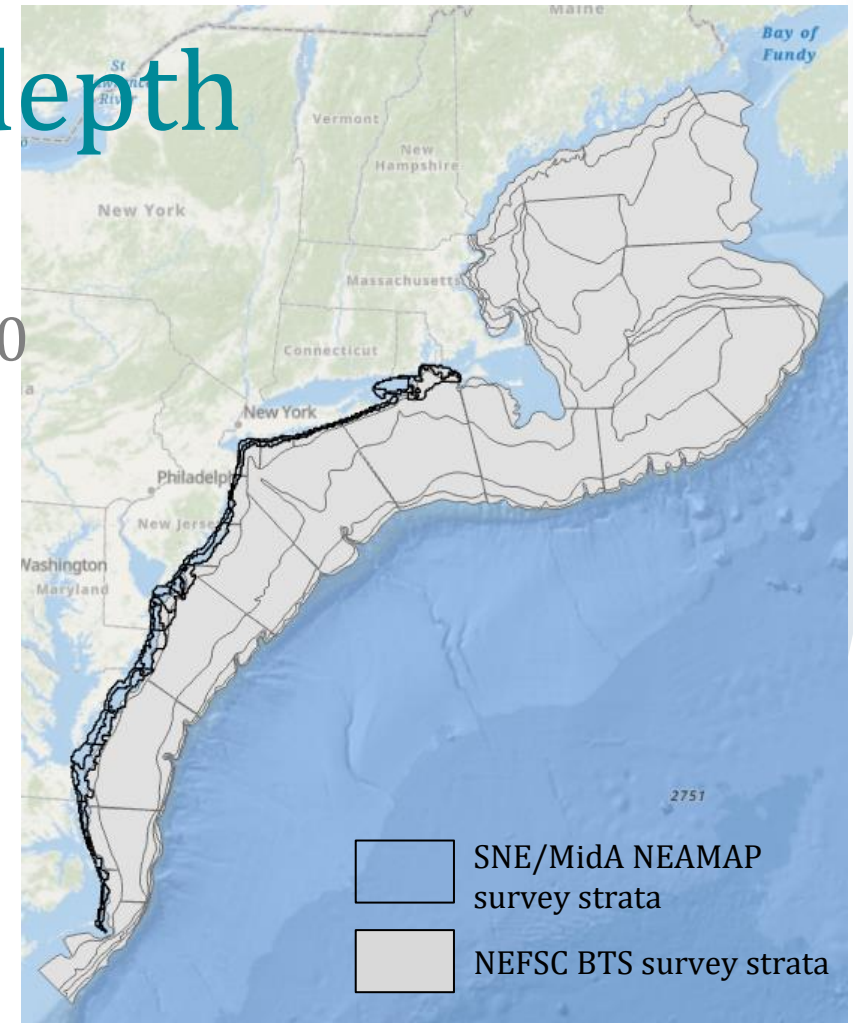 depth
0
Maine
Bay of
Fundy
St
River
Vermont
New
Hampshire
New York
Massachusetts
Connecticut
New York
Philadelp
New Jerse
Washington
Maryland
2751
SNE/MidA NEAMAP
survey strata
NEFSC BTS survey strata